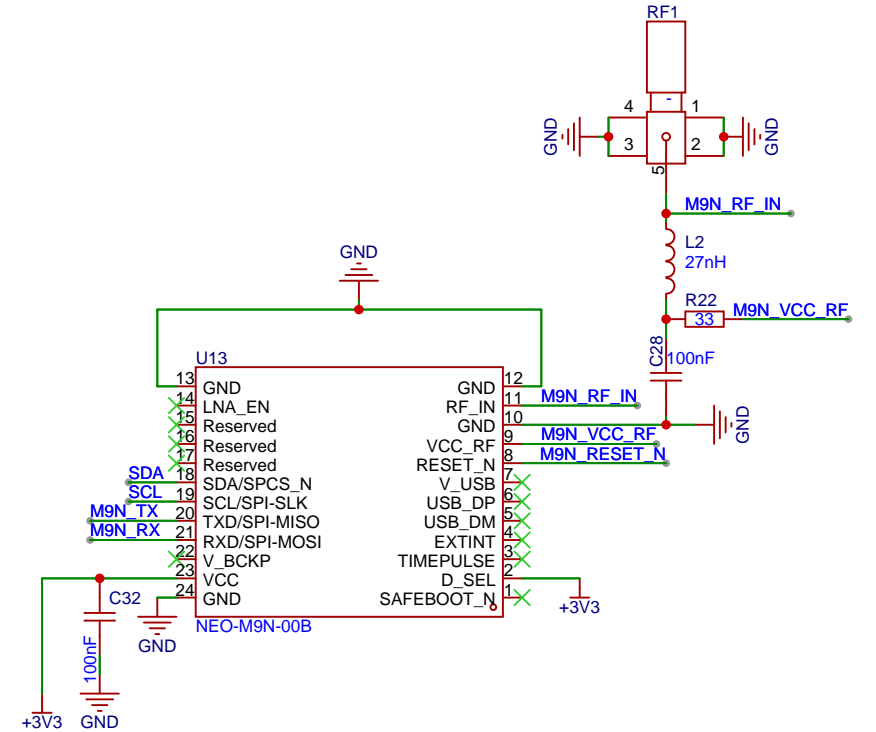 RF1
-
4
1
GND
GND
3
2
5
M9N_RF_IN
L2
27nH
GND
R22
M9N_VCC_RF
33
C28
100nF
U13
13
GND
GND
12
14
LNA_EN
RF_IN
11
M9N_RF_IN
15
Reserved
GND
10
GND
16
Reserved
VCC_RF
9
M9N_VCC_RF
17
Reserved
RESET_N
8
M9N_RESET_N
SDA
18
SDA/SPCS_N
V_USB
7
SCL
19
SCL/SPI-SLK
USB_DP
6
M9N_TX
20
TXD/SPI-MISO
USB_DM
5
M9N_RX
21
RXD/SPI-MOSI
EXTINT
4
22
V_BCKP
TIMEPULSE
3
23
VCC
D_SEL
2
24
GND
SAFEBOOT_N
1
C32
+3V3
NEO-M9N-00B
GND
100nF
+3V3
GND